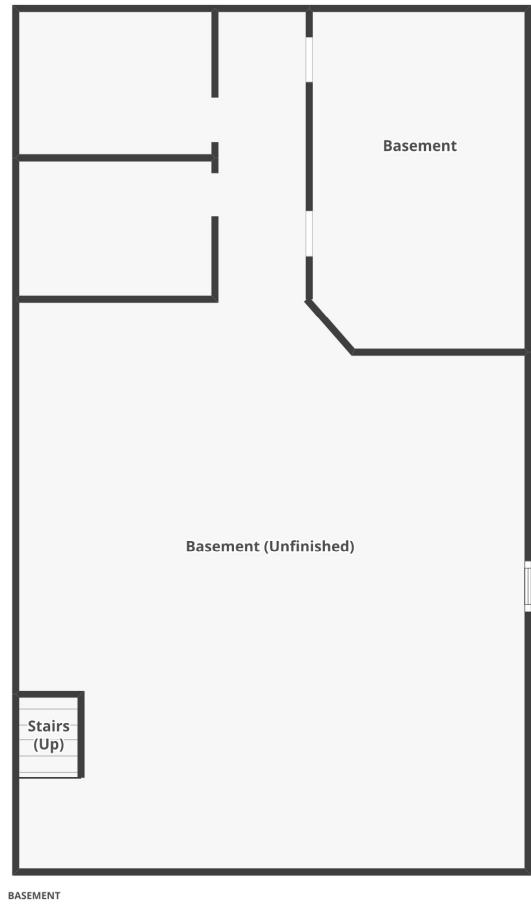 Basement
Basement (Unfinished)
Stairs
(Up)
BASEMENT